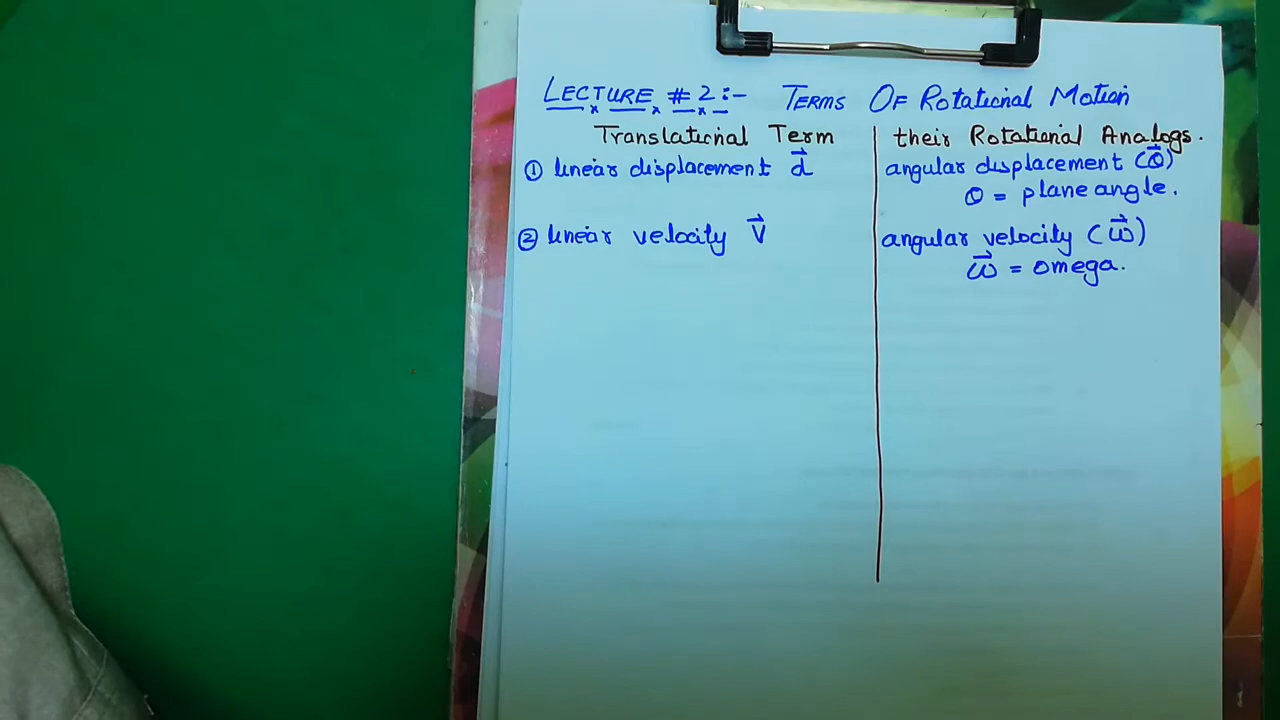 LECTURE # 2 :- TERMS OF Rotational Motion
Translational Term their Rotational Analogs.
① linear displacement d⃗ angular displacement (θ⃗)
θ = plane angle.
② linear velocity V⃗ angular velocity (ω⃗)
ω⃗ = omega.